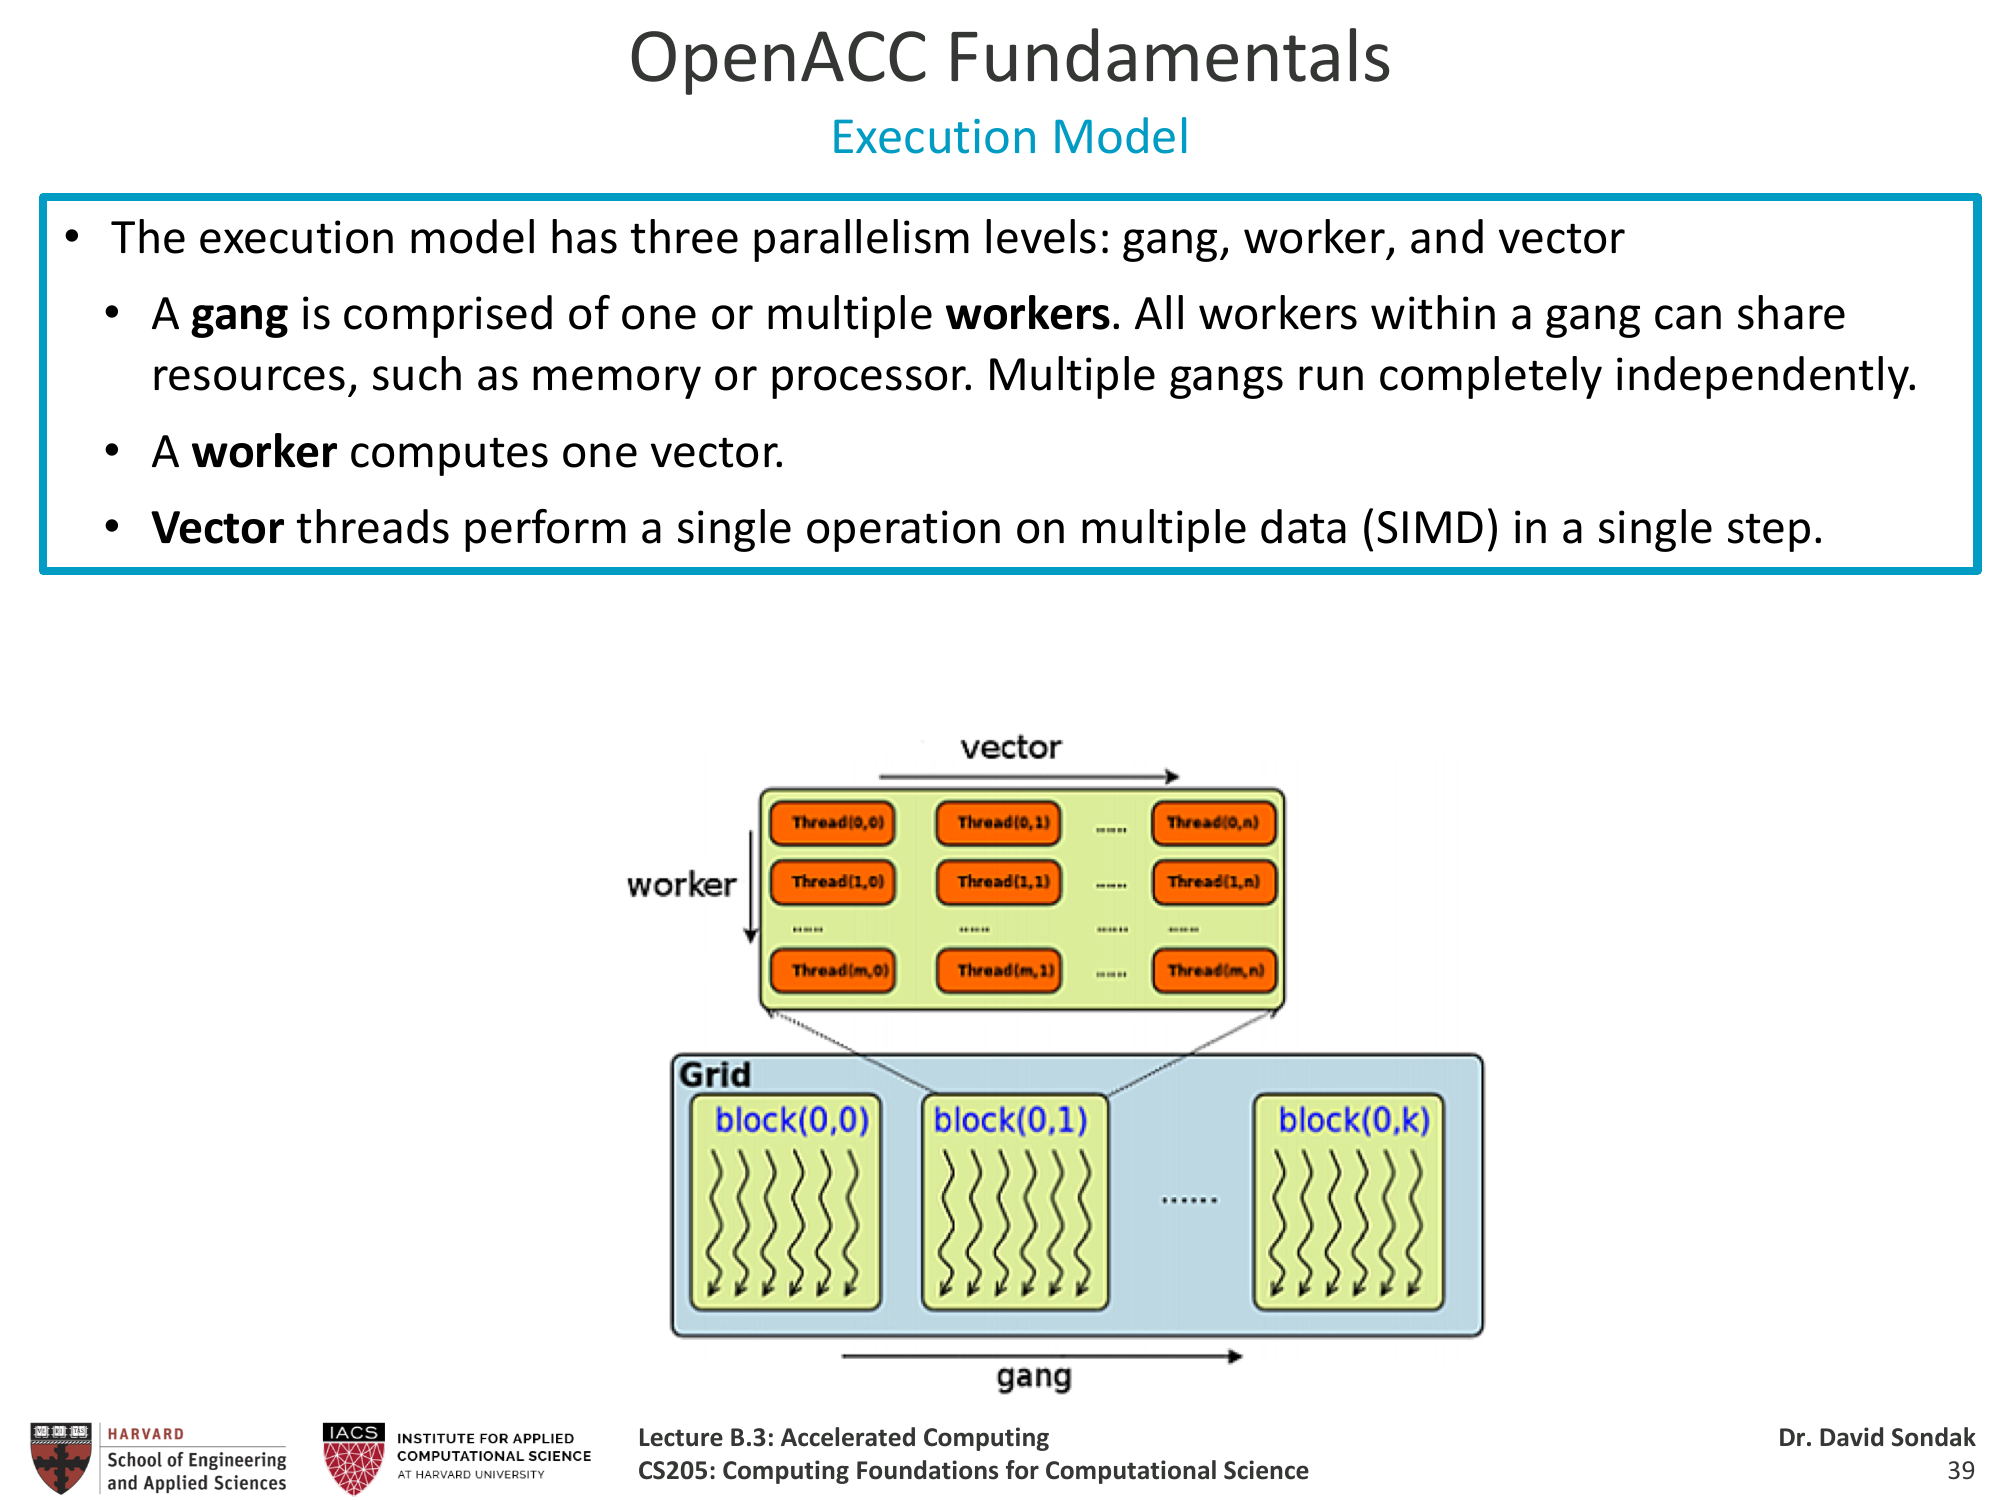 OpenACC Fundamentals
Execution Model
• The execution model has three parallelism levels: gang, worker, and vector
• A gang is comprised of one or multiple workers. All workers within a gang can share
resources, such as memory or processor. Multiple gangs run completely independently.
• A worker computes one vector.
• Vector threads perform a single operation on multiple data (SIMD) in a single step.
vector
worker
Thread(0,0) Thread(0,1) ...... Thread(0,n)
Thread(1,0) Thread(1,1) ...... Thread(1,n)
...... ...... ...... ......
Thread(m,0) Thread(m,1) ...... Thread(m,n)
Grid
block(0,0) block(0,1) ...... block(0,k)
gang
HARVARD
School of Engineering
and Applied Sciences
IACS
INSTITUTE FOR APPLIED
COMPUTATIONAL SCIENCE
AT HARVARD UNIVERSITY
Lecture B.3: Accelerated Computing
CS205: Computing Foundations for Computational Science
Dr. David Sondak
39